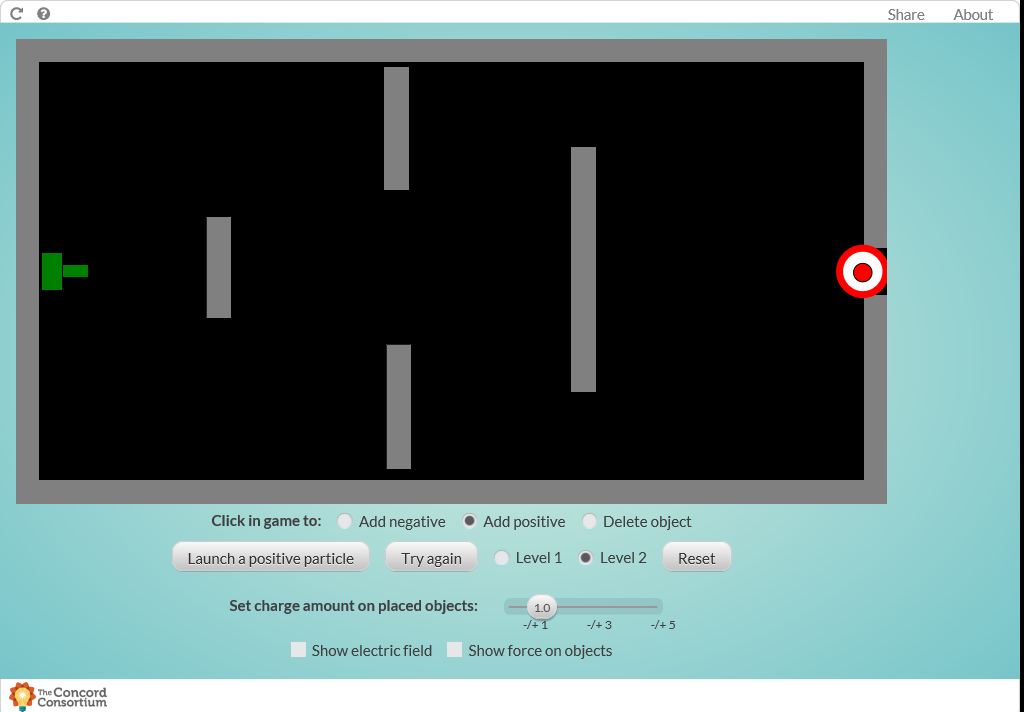 Share About
Click in game to: Add negative Add positive Delete object
Launch a positive particle Try again Level 1 Level 2 Reset
Set charge amount on placed objects: 1.0
-/+ 1 -/+ 3 -/+ 5
Show electric field Show force on objects
The Concord
Consortium